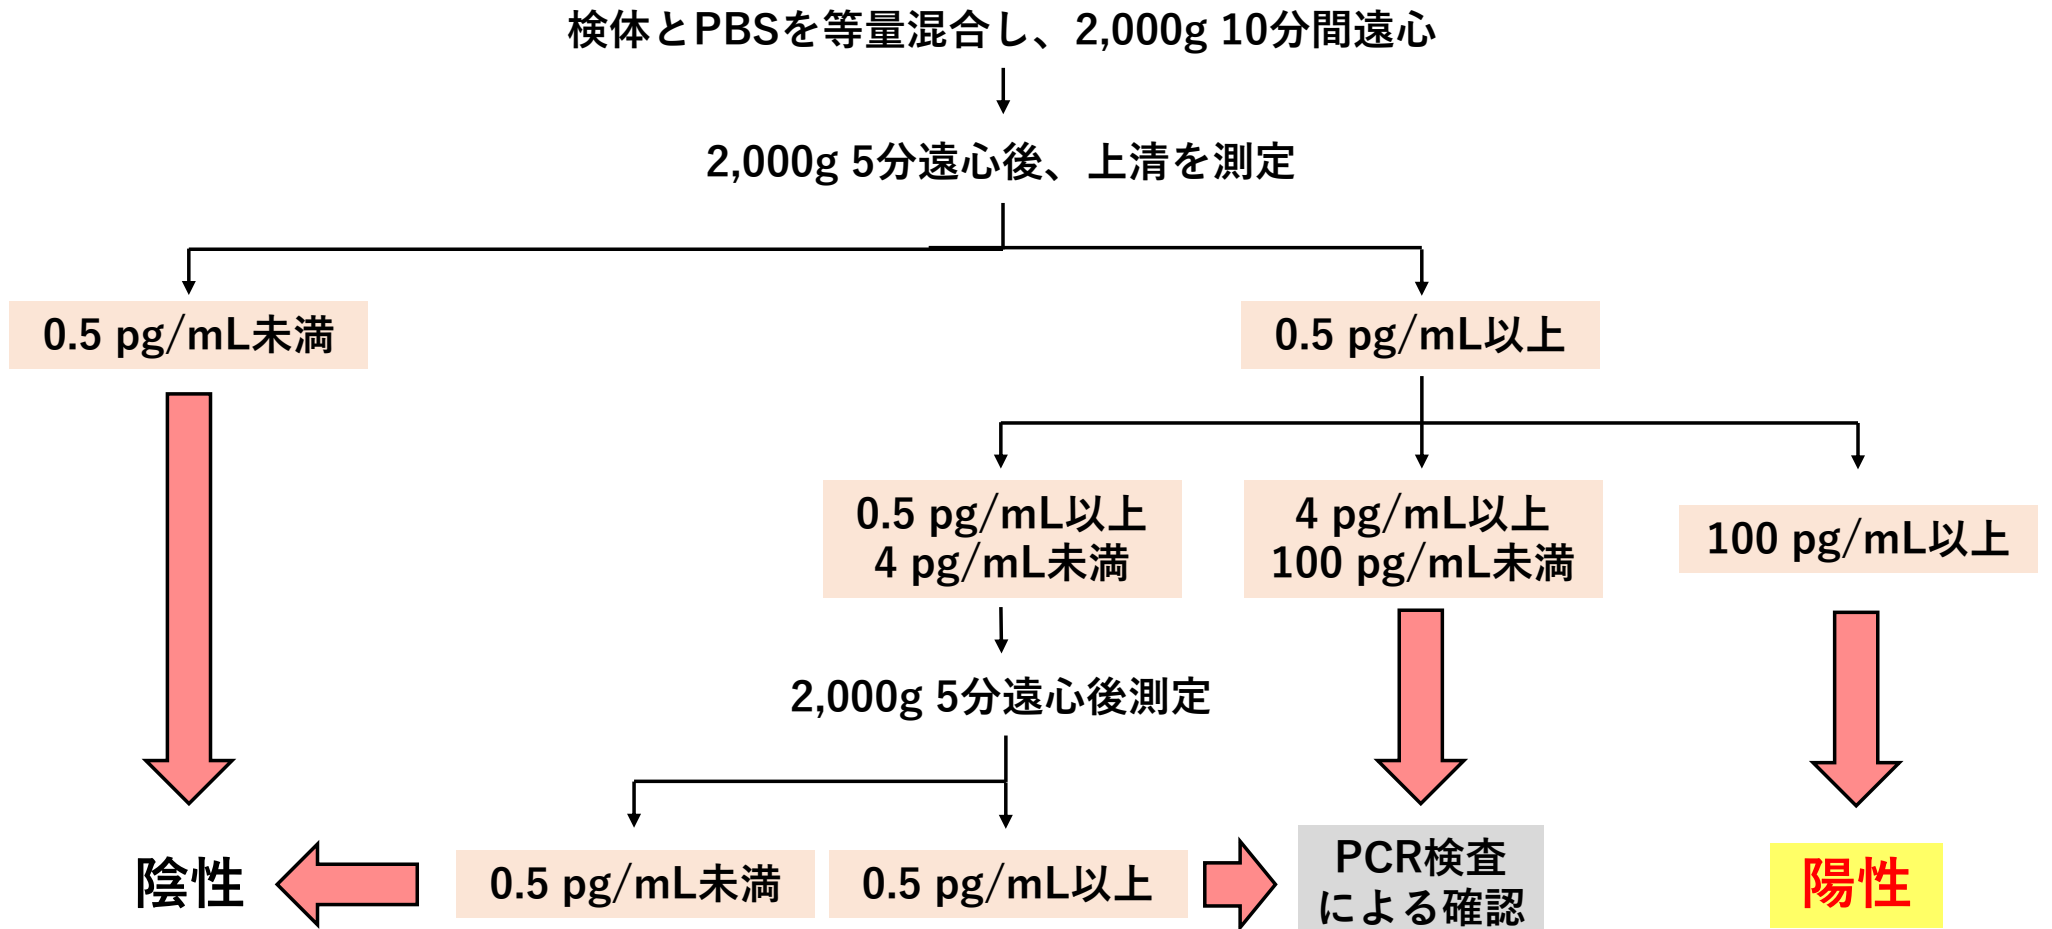 検体とPBSを等量混合し、2,000g 10分間遠心
2,000g 5分遠心後、上清を測定
0.5 pg/mL未満
0.5 pg/mL以上
0.5 pg/mL以上
4 pg/mL未満
4 pg/mL以上
100 pg/mL未満
100 pg/mL以上
2,000g 5分遠心後測定
陰性
0.5 pg/mL未満
0.5 pg/mL以上
PCR検査
による確認
陽性